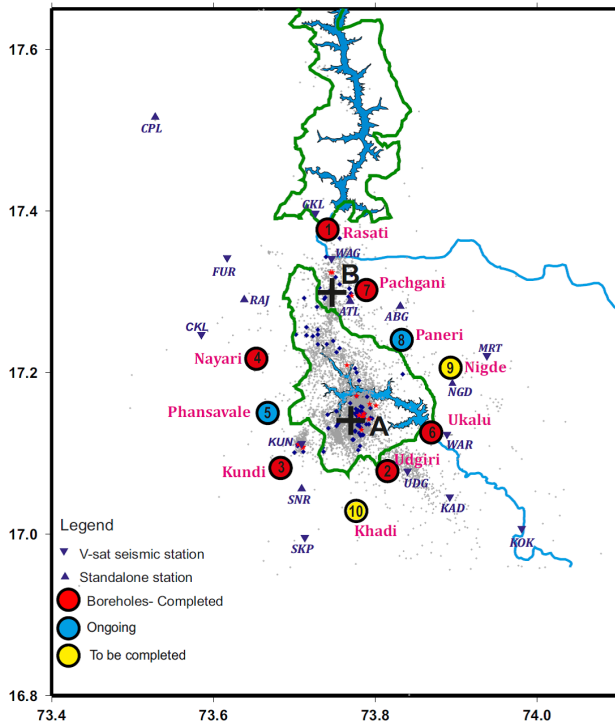 17.6
CPL
17.4
CKL
1
Rasati
WAG
FUR
B
7
Pachgani
RAJ
ATL
ABG
CKL
8
Paneri
MRT
4
Nayari
9
Nigde
NGD
17.2
Phansavale
5
A
6
Ukalu
KUN
WAR
Kundi
3
2
Udgiri
UDG
SNR
KAD
10
Khadi
17.0
SKP
KOK
Legend
V-sat seismic station
Standalone station
Boreholes- Completed
Ongoing
To be completed
16.8
73.4
73.6
73.8
74.0